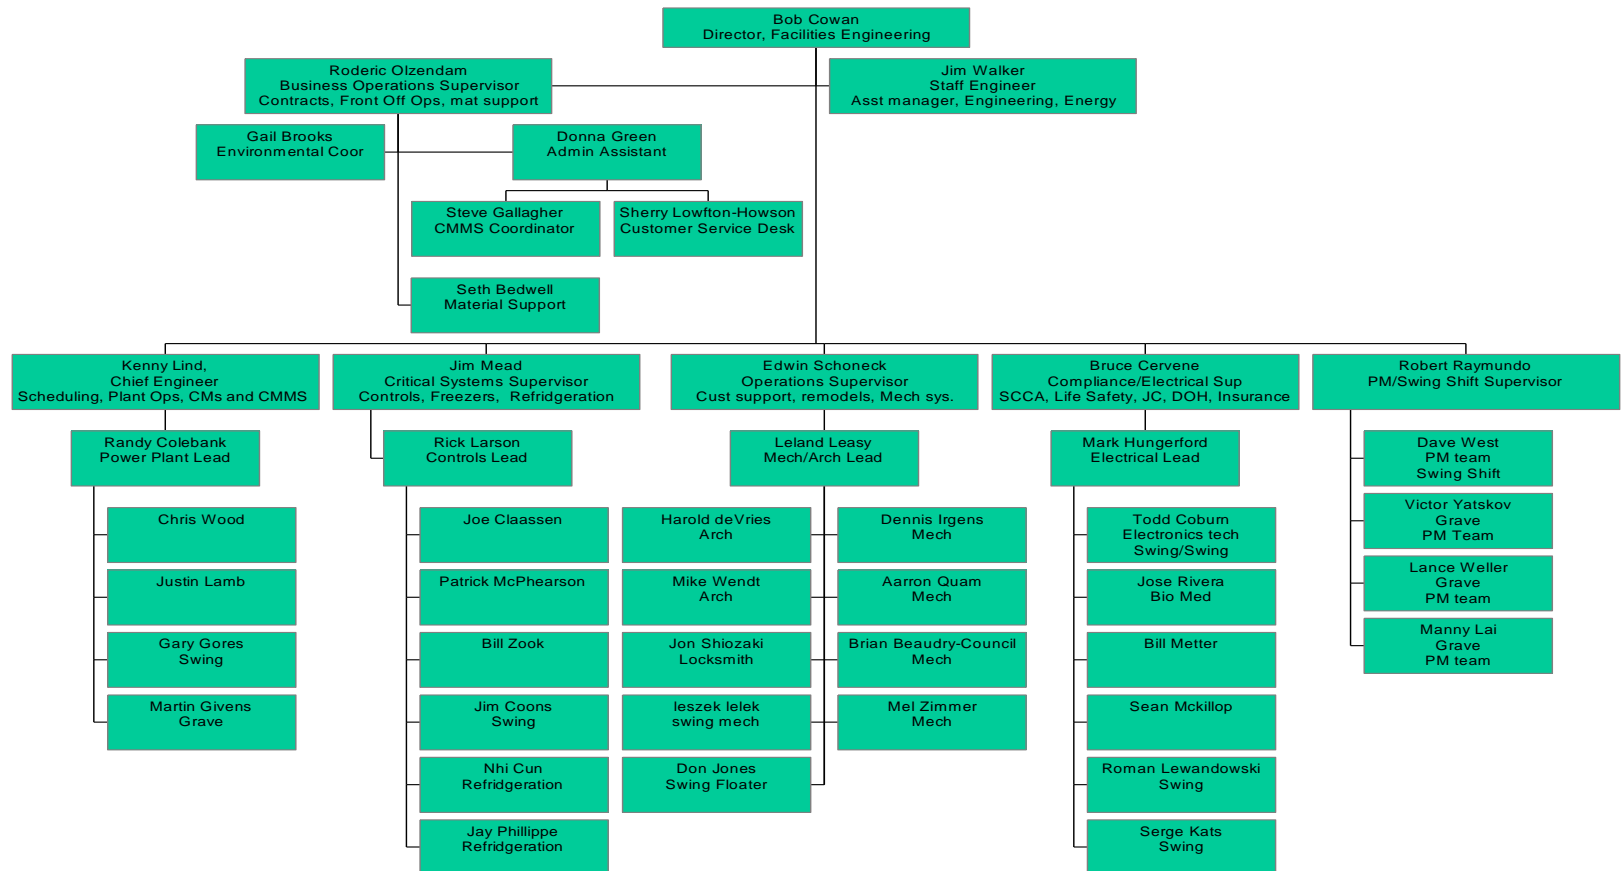 Bob Cowan
Director, Facilities Engineering
Roderic Olzendam
Business Operations Supervisor
Contracts, Front Off Ops, mat support
Jim Walker
Staff Engineer
Asst manager, Engineering, Energy
Gail Brooks
Environmental Coor
Donna Green
Admin Assistant
Steve Gallagher
CMMS Coordinator
Sherry Lowfton-Howson
Customer Service Desk
Seth Bedwell
Material Support
Kenny Lind,
Chief Engineer
Scheduling, Plant Ops, CMs and CMMS
Jim Mead
Critical Systems Supervisor
Controls, Freezers, Refridgeration
Edwin Schoneck
Operations Supervisor
Cust support, remodels, Mech sys.
Bruce Cervene
Compliance/Electrical Sup
SCCA, Life Safety, JC, DOH, Insurance
Robert Raymundo
PM/Swing Shift Supervisor
Randy Colebank
Power Plant Lead
Chris Wood
Justin Lamb
Gary Gores
Swing
Martin Givens
Grave
Rick Larson
Controls Lead
Joe Claassen
Patrick McPhearson
Bill Zook
Jim Coons
Swing
Nhi Cun
Refridgeration
Jay Phillippe
Refridgeration
Leland Leasy
Mech/Arch Lead
Harold deVries
Arch
Mike Wendt
Arch
Jon Shiozaki
Locksmith
leszek lelek
swing mech
Don Jones
Swing Floater
Dennis Irgens
Mech
Aarron Quam
Mech
Brian Beaudry-Council
Mech
Mel Zimmer
Mech
Mark Hungerford
Electrical Lead
Todd Coburn
Electronics tech
Swing/Swing
Jose Rivera
Bio Med
Bill Metter
Sean Mckillop
Roman Lewandowski
Swing
Serge Kats
Swing
Dave West
PM team
Swing Shift
Victor Yatskov
Grave
PM Team
Lance Weller
Grave
PM team
Manny Lai
Grave
PM team